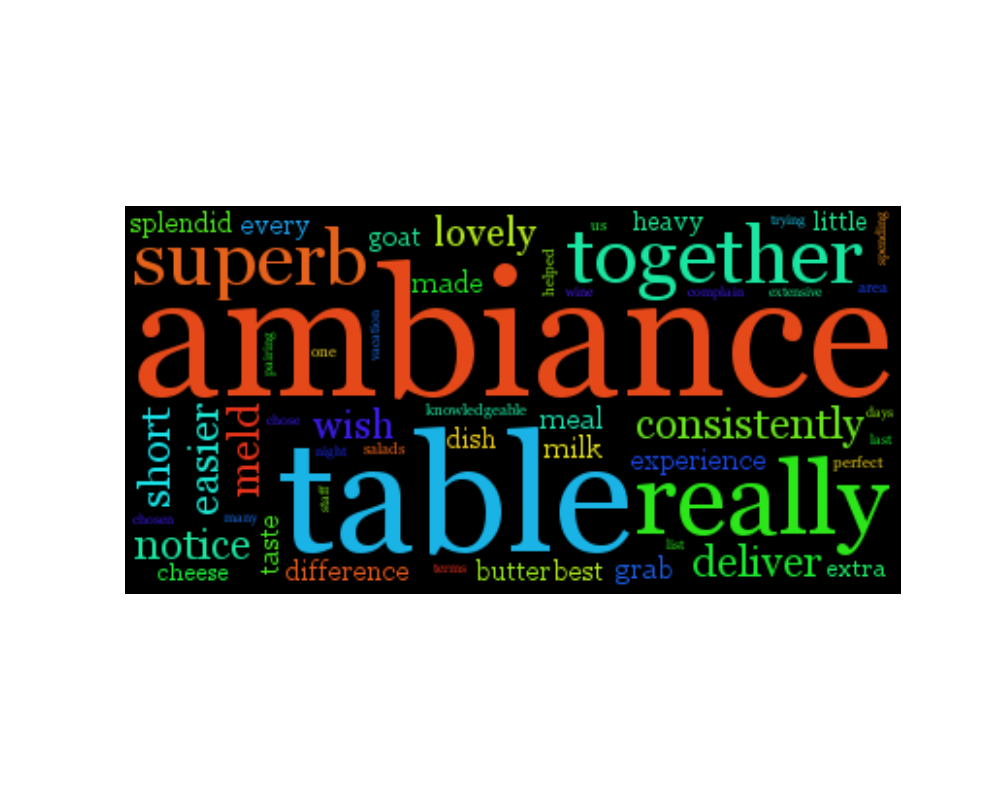 splendid every goat lovely us heavy trying little spending
superb made helped together
wine complain extensive area
ambiance
pairing one vacation
short easier meld chose wish knowledgeable meal consistently days
night salads dish milk last
table experience perfect
staff really
chosen many
notice taste list deliver
cheese difference terms butter best grab extra